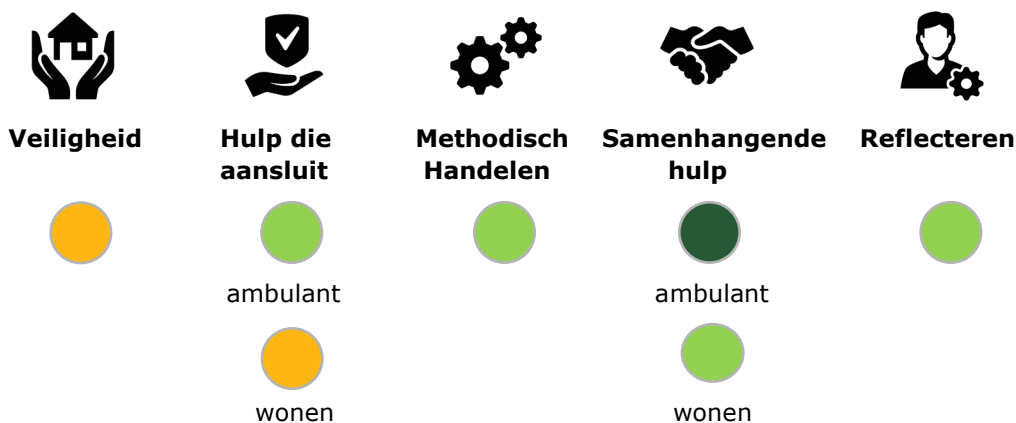 Veiligheid
Hulp die
aansluit
Methodisch
Handelen
Samenhangende
hulp
Reflecteren
ambulant
ambulant
wonen
wonen